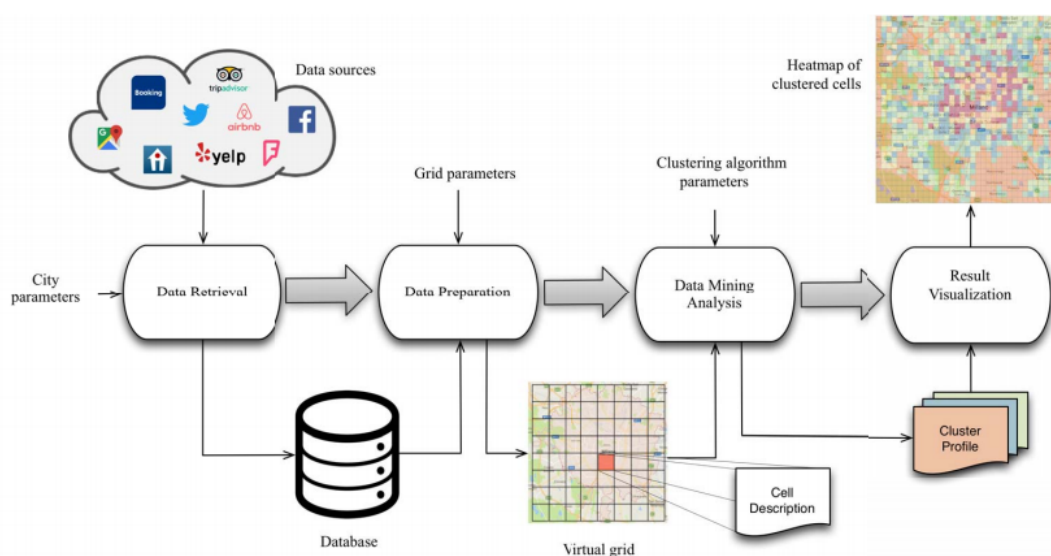 Data sources
Booking
tripadvisor
airbnb
yelp
Heatmap of
clustered cells
Grid parameters
Clustering algorithm
parameters
City
parameters
Data Retrieval
Data Preparation
Data Mining
Analysis
Result
Visualization
Cluster
Profile
Cell
Description
Database
Virtual grid